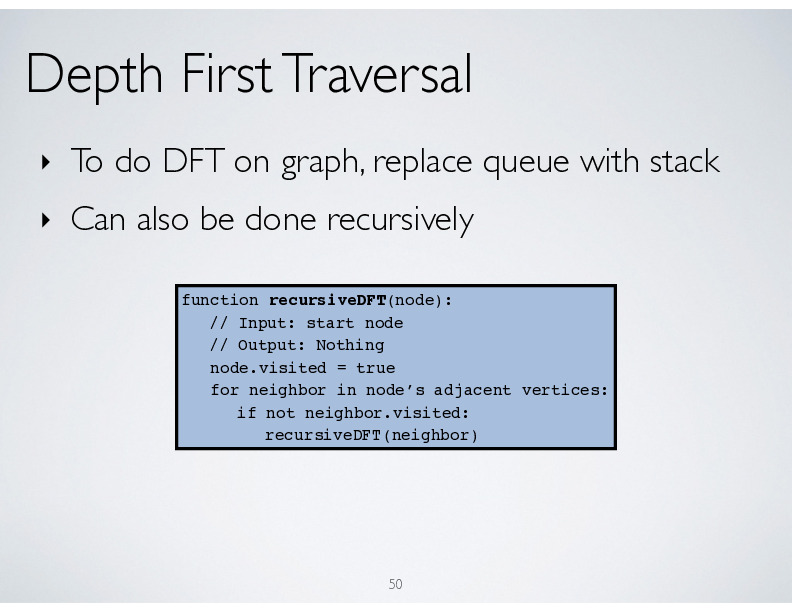 Depth First Traversal
‣ To do DFT on graph, replace queue with stack
‣ Can also be done recursively
function recursiveDFT(node):
// Input: start node
// Output: Nothing
node.visited = true
for neighbor in node’s adjacent vertices:
if not neighbor.visited:
recursiveDFT(neighbor)
50